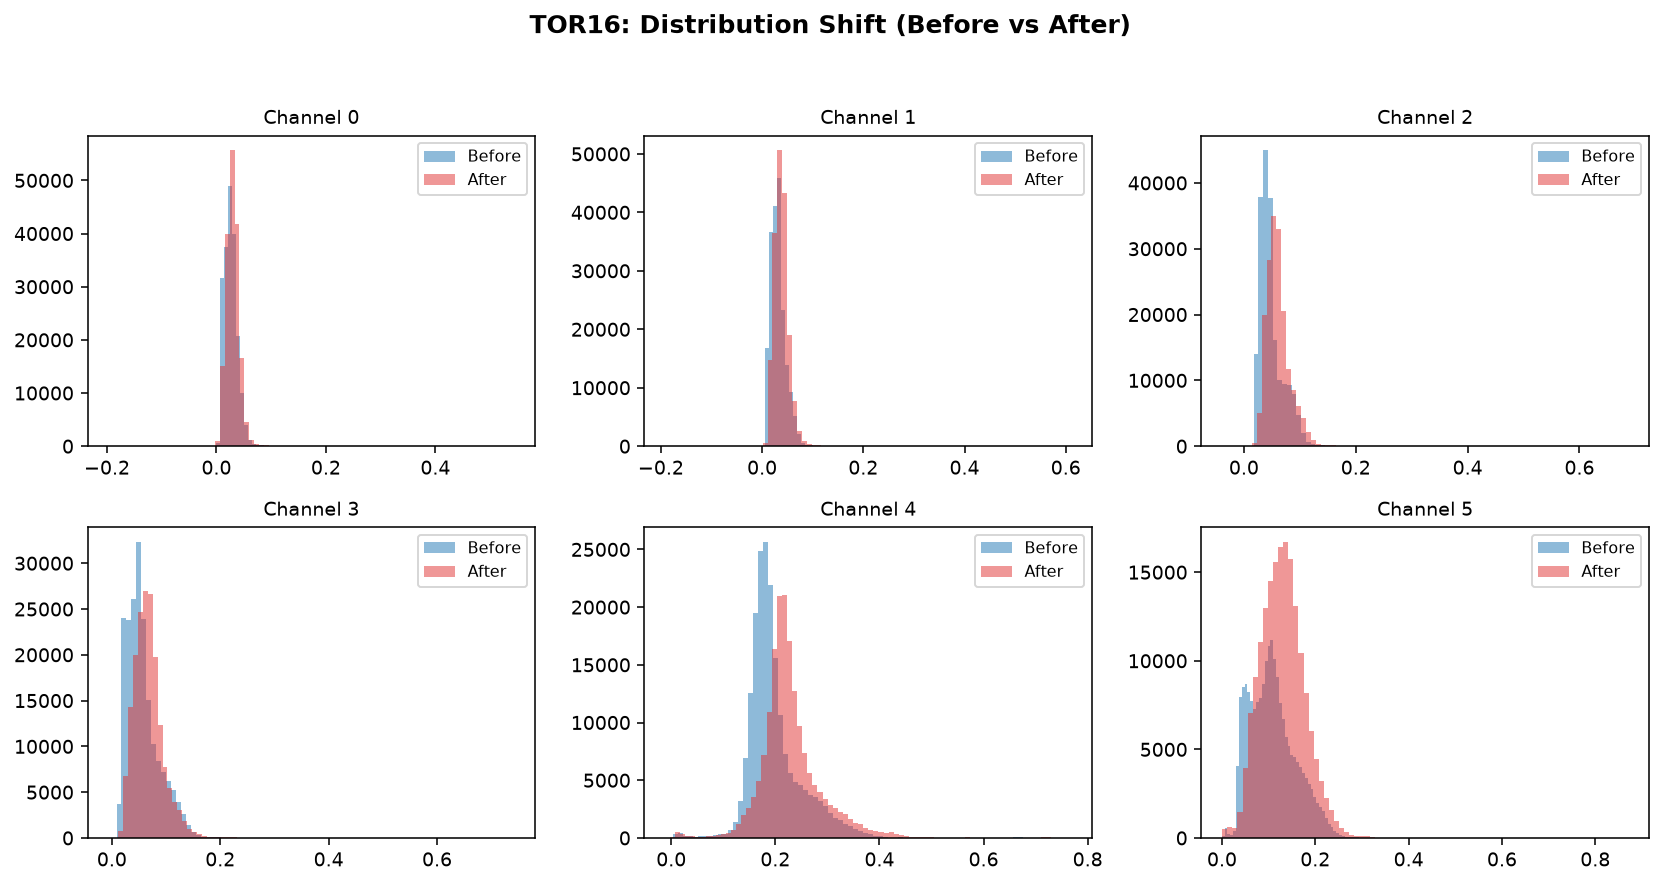 TOR16: Distribution Shift (Before vs After)
Channel 0
Before
After
50000
40000
30000
20000
10000
0
−0.2 0.0 0.2 0.4
Channel 1
Before
After
50000
40000
30000
20000
10000
0
−0.2 0.0 0.2 0.4 0.6
Channel 2
Before
After
40000
30000
20000
10000
0
0.0 0.2 0.4 0.6
Channel 3
Before
After
30000
25000
20000
15000
10000
5000
0
0.0 0.2 0.4 0.6
Channel 4
Before
After
25000
20000
15000
10000
5000
0
0.0 0.2 0.4 0.6 0.8
Channel 5
Before
After
15000
10000
5000
0
0.0 0.2 0.4 0.6 0.8